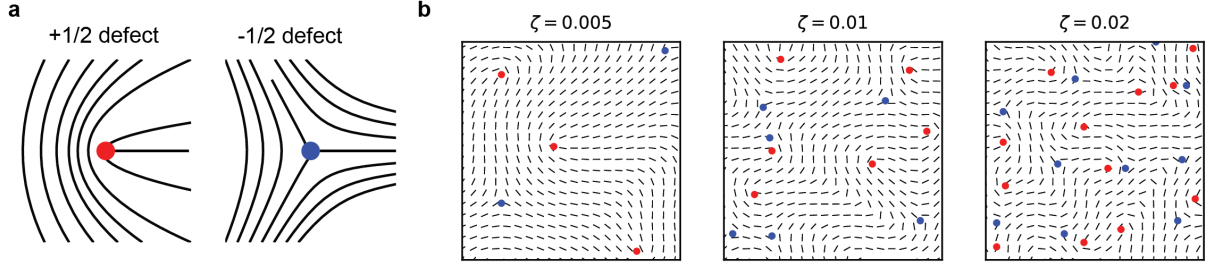 a
+1/2 defect
-1/2 defect
b
ζ = 0.005
ζ = 0.01
ζ = 0.02